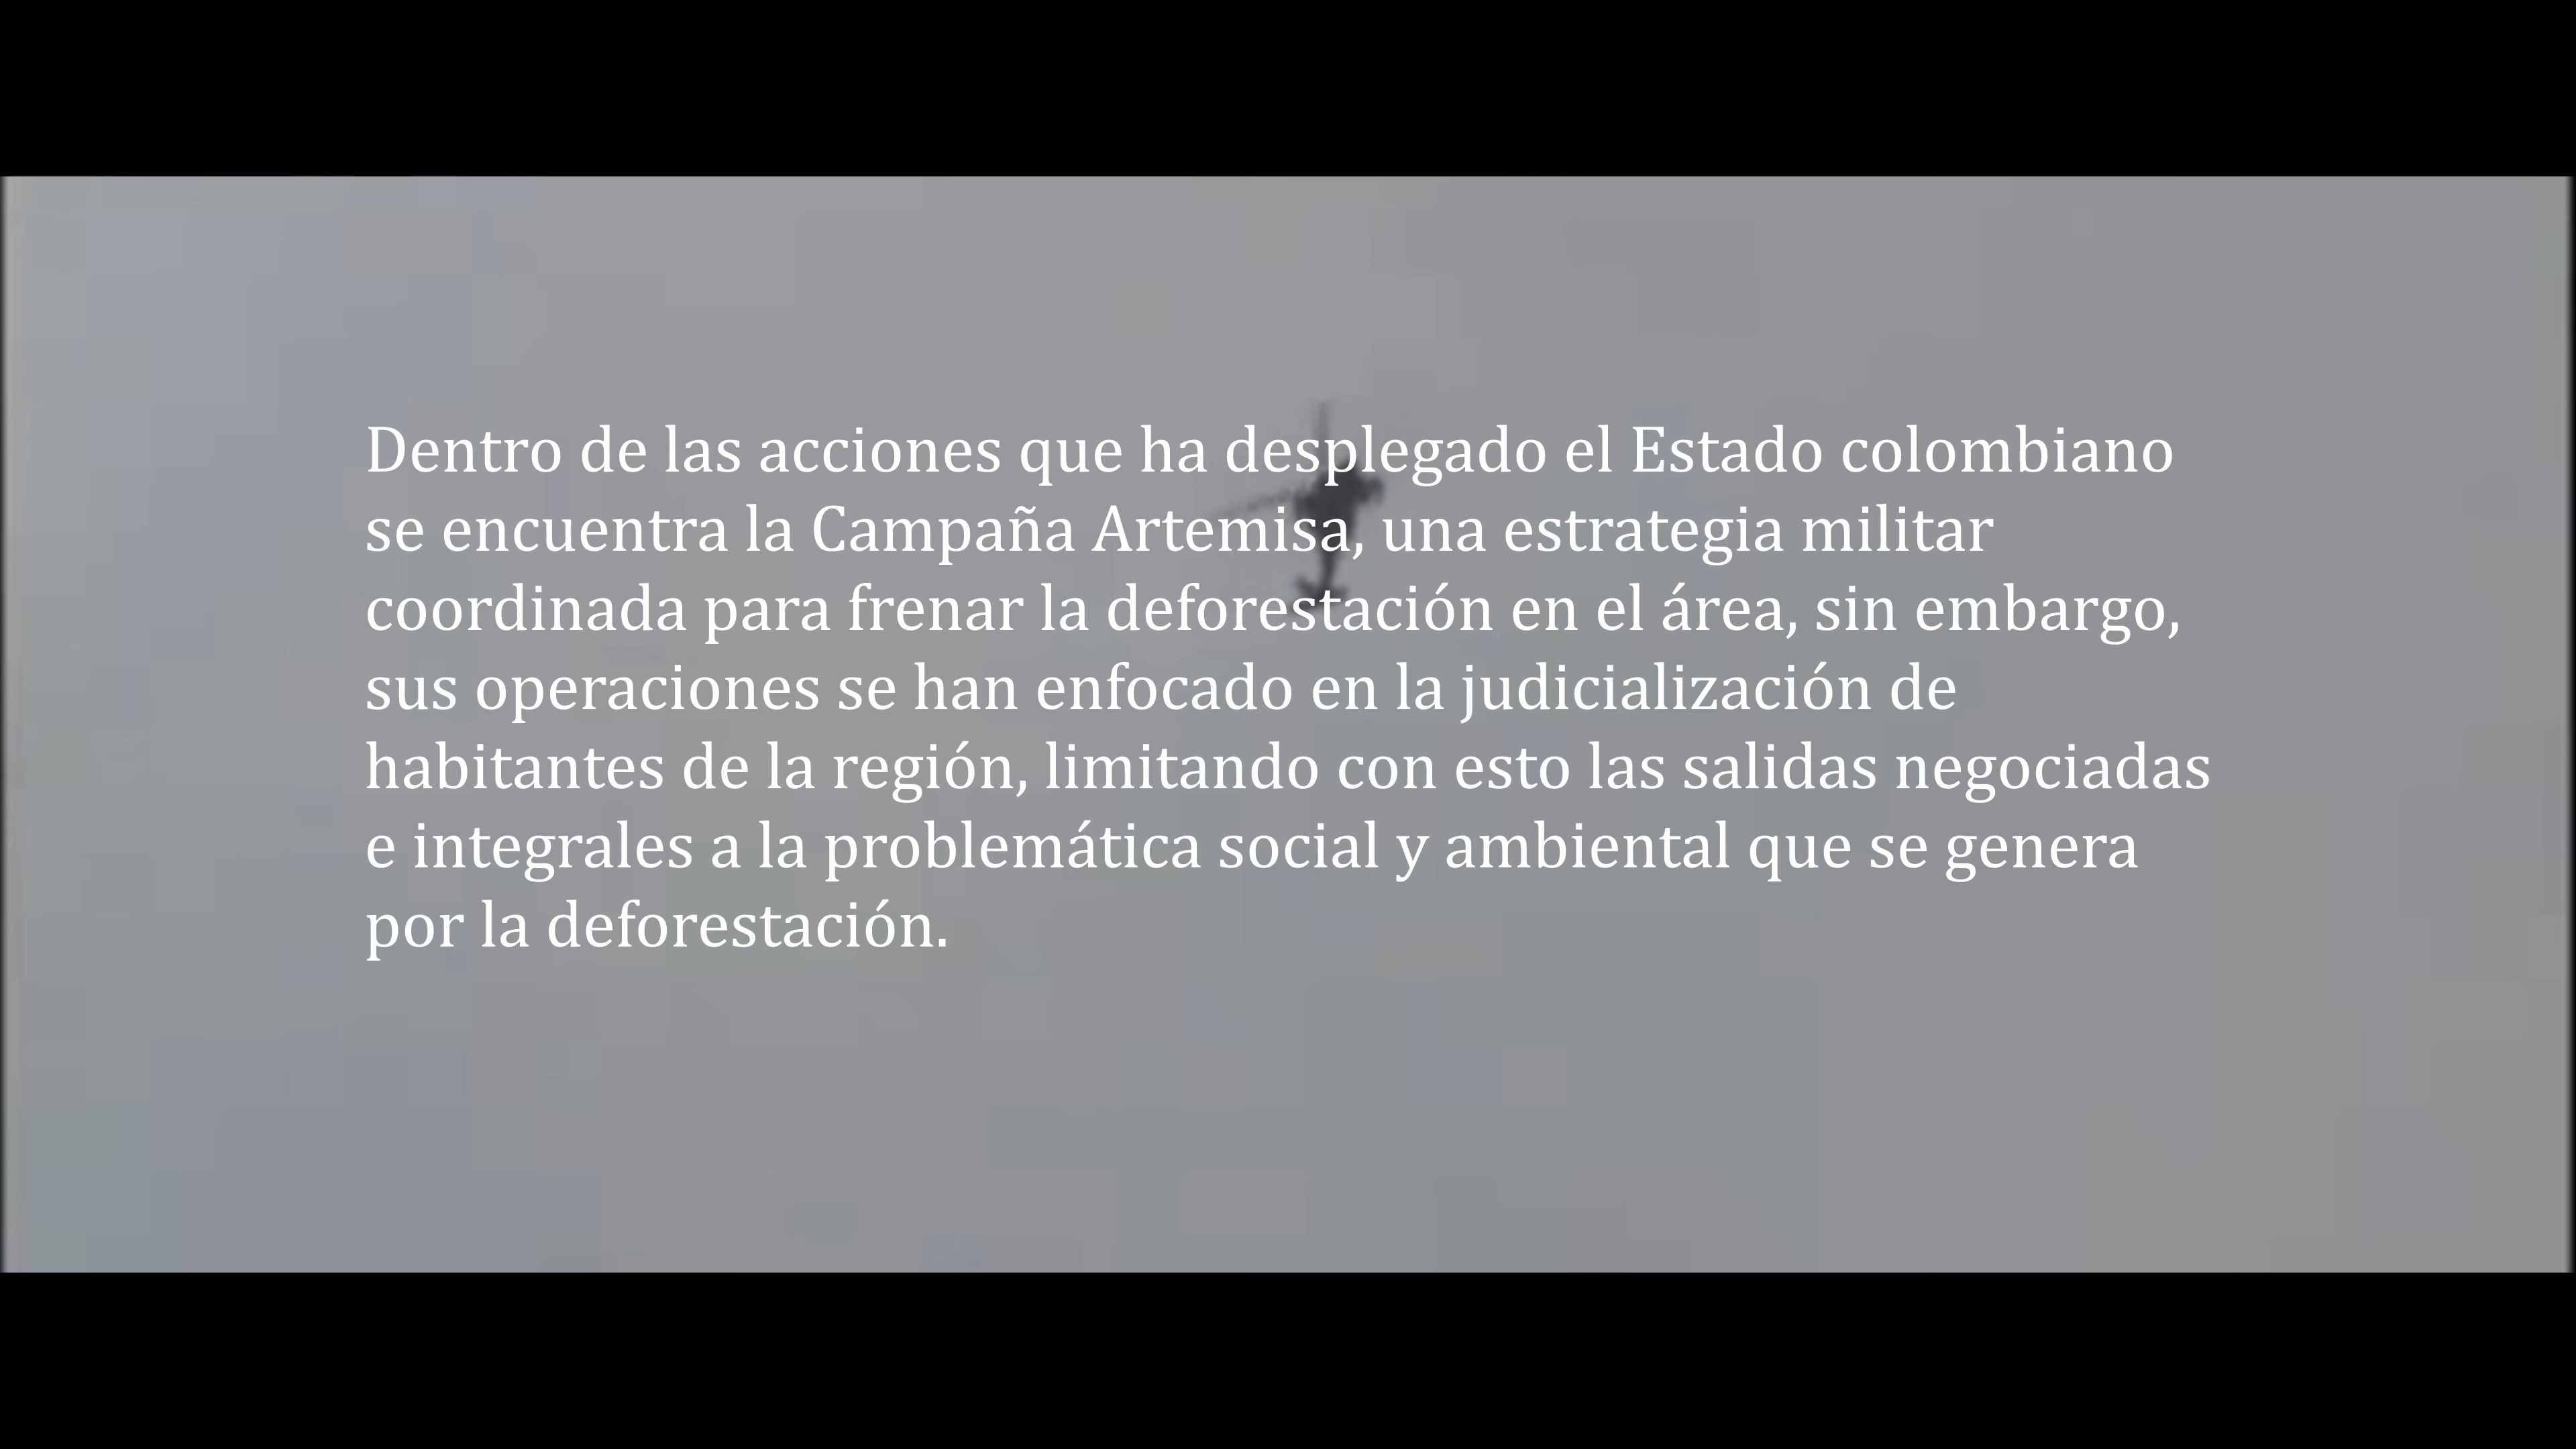 Dentro de las acciones que ha desplegado el Estado colombiano
se encuentra la Campaña Artemisa, una estrategia militar
coordinada para frenar la deforestación en el área, sin embargo,
sus operaciones se han enfocado en la judicialización de
habitantes de la región, limitando con esto las salidas negociadas
e integrales a la problemática social y ambiental que se genera
por la deforestación.